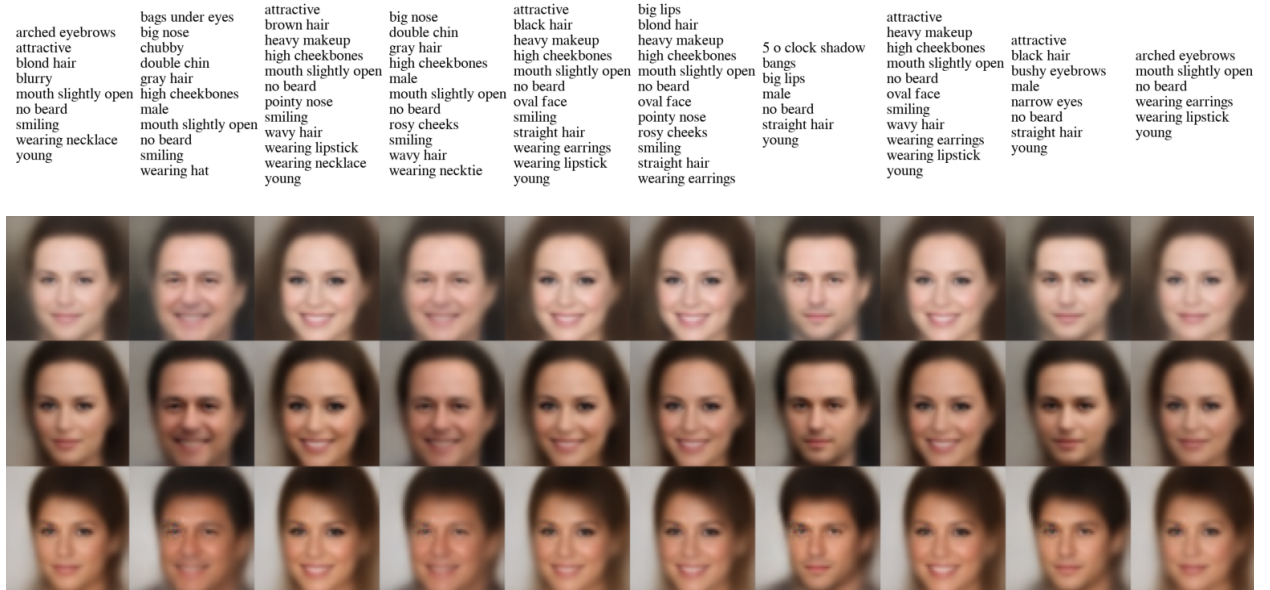 arched eyebrows
attractive
blond hair
blurry
mouth slightly open
no beard
smiling
wearing necklace
young
bags under eyes
big nose
chubby
double chin
gray hair
high cheekbones
male
mouth slightly open
no beard
smiling
wearing hat
attractive
brown hair
heavy makeup
high cheekbones
mouth slightly open
no beard
pointy nose
smiling
wavy hair
wearing lipstick
wearing necklace
young
big nose
double chin
gray hair
high cheekbones
male
mouth slightly open
no beard
rosy cheeks
smiling
wavy hair
wearing necktie
attractive
black hair
heavy makeup
high cheekbones
mouth slightly open
no beard
oval face
smiling
straight hair
wearing earrings
wearing lipstick
young
big lips
blond hair
heavy makeup
high cheekbones
mouth slightly open
no beard
oval face
pointy nose
rosy cheeks
smiling
straight hair
wearing earrings
5 o clock shadow
bangs
big lips
male
no beard
straight hair
young
attractive
heavy makeup
high cheekbones
mouth slightly open
no beard
oval face
smiling
wavy hair
wearing earrings
wearing lipstick
young
attractive
black hair
bushy eyebrows
male
narrow eyes
no beard
straight hair
young
arched eyebrows
mouth slightly open
no beard
wearing earrings
wearing lipstick
young